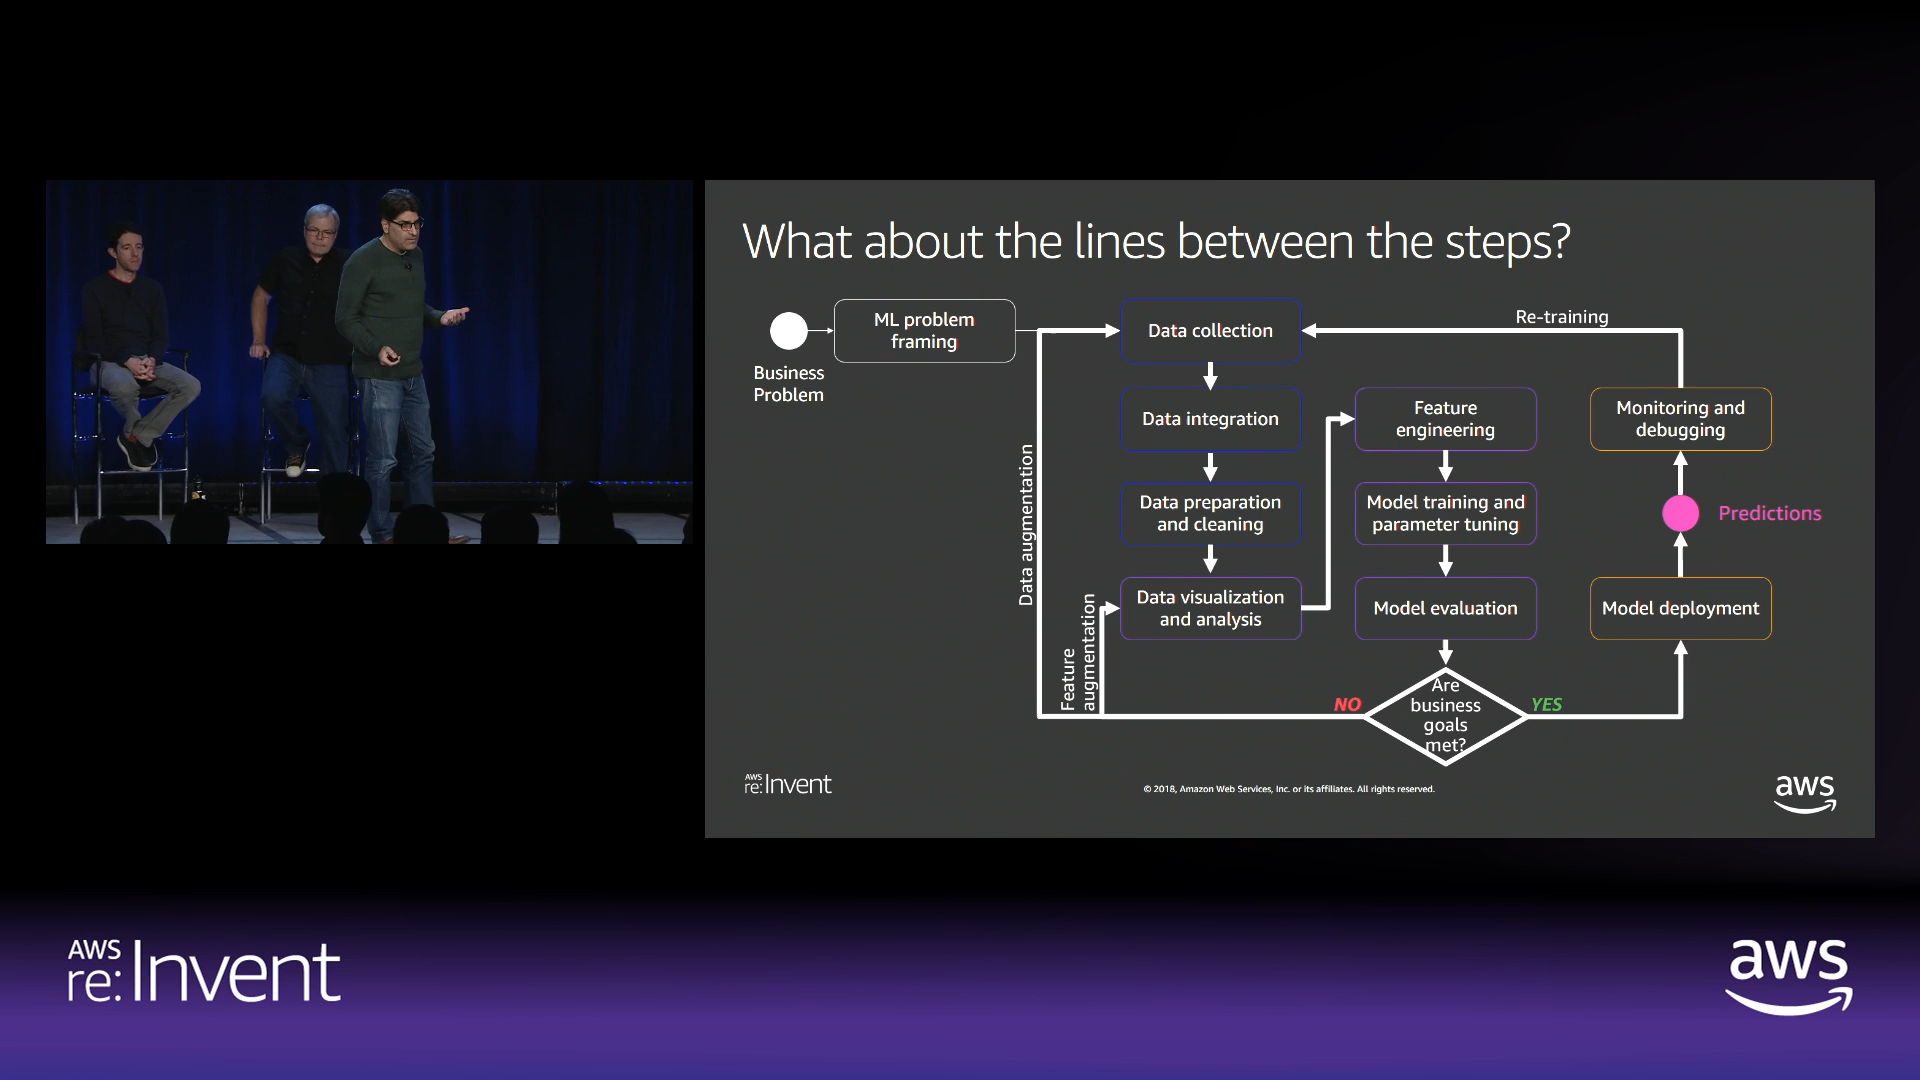 What about the lines between the steps?
Business
Problem
ML problem
framing
Data collection
Re-training
Data integration
Data preparation
and cleaning
Data visualization
and analysis
Data augmentation
Feature
augmentation
Feature
engineering
Model training and
parameter tuning
Model evaluation
Are
business
goals
met?
NO
YES
Monitoring and
debugging
Predictions
Model deployment
AWS
re:Invent
© 2018, Amazon Web Services, Inc. or its affiliates. All rights reserved.
aws
AWS
re:Invent
aws